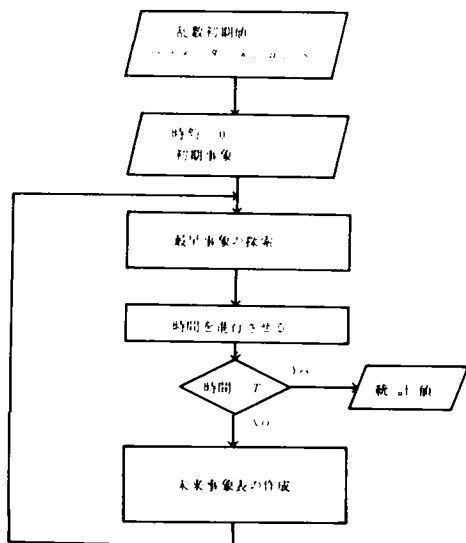 乱数初期値
時刻 0
初期事象
最早事象の探索
時間を進行させる
時間 T
Yes
統計値
No
未来事象表の作成